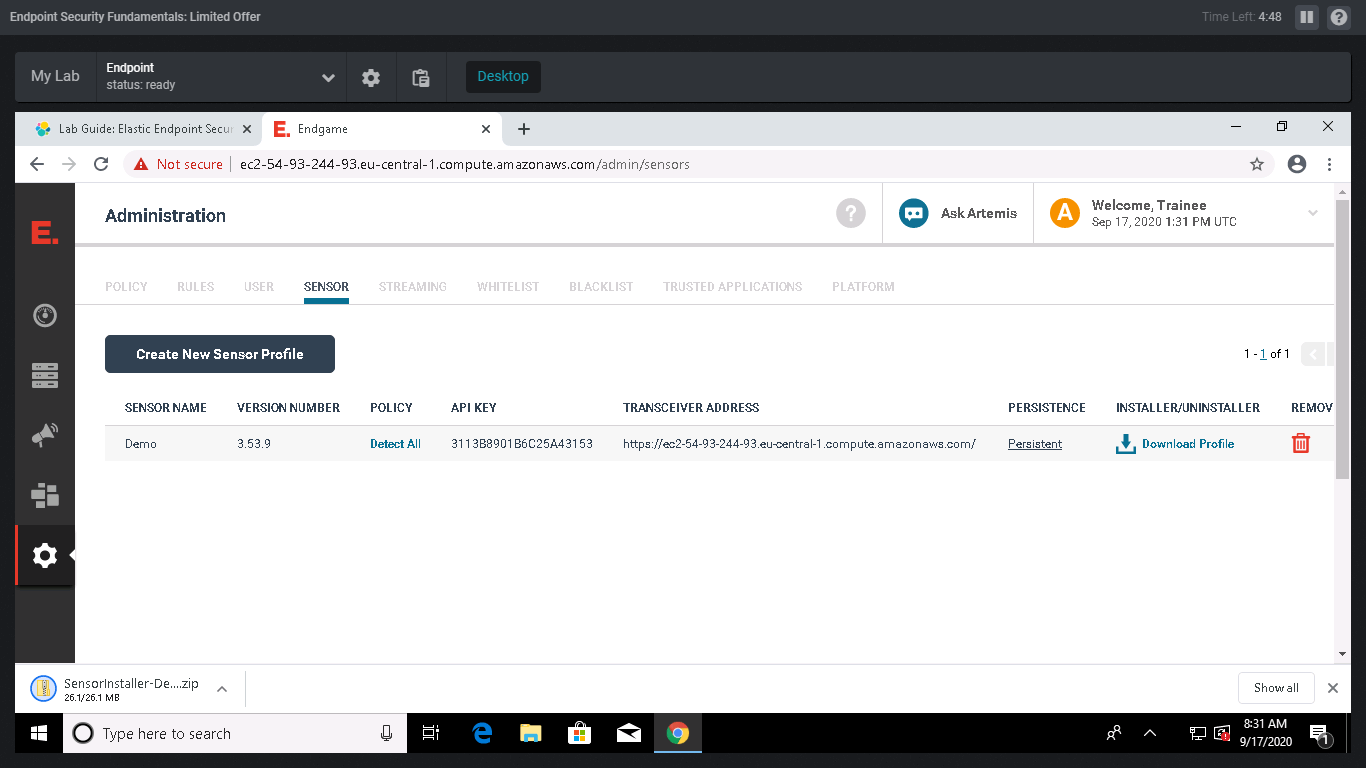 Endpoint Security Fundamentals: Limited Offer
Time Left: 4:48
My Lab
Endpoint
status: ready
Desktop
Lab Guide: Elastic Endpoint Secur
E. Endgame
Not secure
ec2-54-93-244-93.eu-central-1.compute.amazonaws.com/admin/sensors
E.
Administration
?
Ask Artemis
A
Welcome, Trainee
Sep 17, 2020 1:31 PM UTC
POLICY RULES USER SENSOR STREAMING WHITELIST BLACKLIST TRUSTED APPLICATIONS PLATFORM
Create New Sensor Profile
1 - 1 of 1
SENSOR NAME VERSION NUMBER POLICY API KEY TRANSCEIVER ADDRESS PERSISTENCE INSTALLER/UNINSTALLER REMOV
Demo 3.53.9 Detect All 3113B8901B6C25A43153 https://ec2-54-93-244-93.eu-central-1.compute.amazonaws.com/ Persistent Download Profile
SensorInstaller-De....zip
26.1/26.1 MB
Show all
Type here to search
8:31 AM
9/17/2020
1